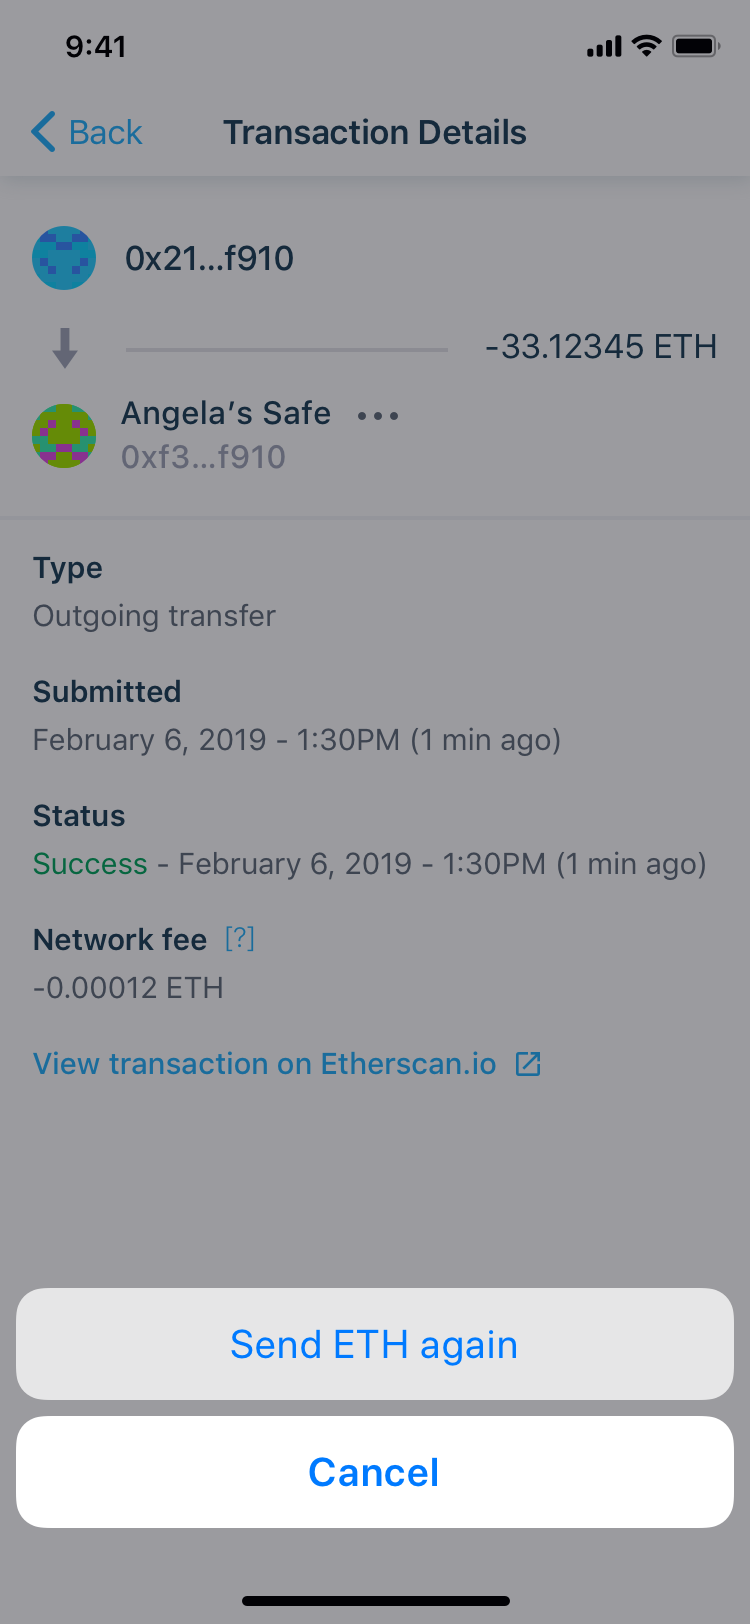 9:41
Back
Transaction Details
0x21...f910
-33.12345 ETH
Angela’s Safe
0xf3...f910
Type
Outgoing transfer
Submitted
February 6, 2019 - 1:30PM (1 min ago)
Status
Success - February 6, 2019 - 1:30PM (1 min ago)
Network fee [?]
-0.00012 ETH
View transaction on Etherscan.io
Send ETH again
Cancel